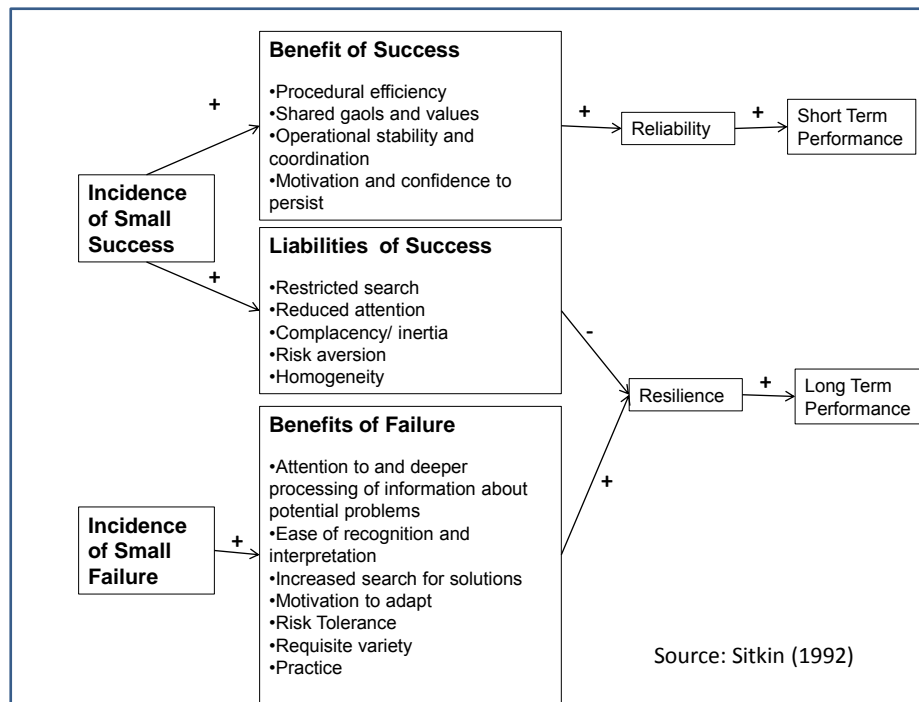 Benefit of Success
•Procedural efficiency
•Shared gaols and values
•Operational stability and
coordination
•Motivation and confidence to
persist
+
+
Reliability
+
Short Term
Performance
Incidence
of Small
Success
+
Liabilities of Success
•Restricted search
•Reduced attention
•Complacency/ inertia
•Risk aversion
•Homogeneity
-
Resilience
+
Long Term
Performance
Benefits of Failure
•Attention to and deeper
processing of information about
potential problems
•Ease of recognition and
interpretation
•Increased search for solutions
•Motivation to adapt
•Risk Tolerance
•Requisite variety
•Practice
+
Incidence
of Small
Failure
+
Source: Sitkin (1992)